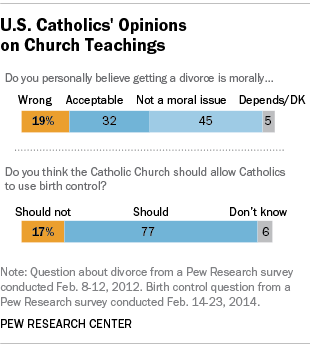 U.S. Catholics' Opinions
on Church Teachings
Do you personally believe getting a divorce is morally...
Wrong Acceptable Not a moral issue Depends/DK
19% 32 45 5
Do you think the Catholic Church should allow Catholics
to use birth control?
Should not Should Don't know
17% 77 6
Note: Question about divorce from a Pew Research survey
conducted Feb. 8-12, 2012. Birth control question from a
Pew Research survey conducted Feb. 14-23, 2014.
PEW RESEARCH CENTER